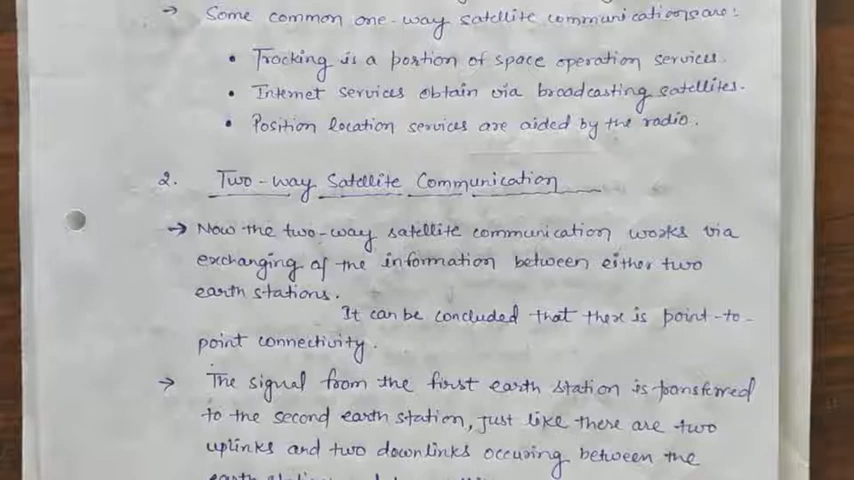 → Some common one-way satellite communications are:
• Tracking is a portion of space operation services.
• Internet services obtain via broadcasting satellites.
• Position location services are aided by the radio.
2. Two-way Satellite Communication
→ Now the two-way satellite communication works via
exchanging of the information between either two
earth stations.
It can be concluded that there is point-to-
point connectivity.
→ The signal from the first earth station is transferred
to the second earth station, just like there are two
uplinks and two downlinks occuring between the